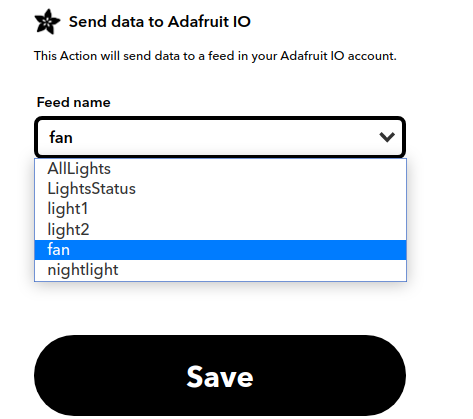 Send data to Adafruit IO
This Action will send data to a feed in your Adafruit IO account.
Feed name
fan
AllLights
LightsStatus
light1
light2
fan
nightlight
Save